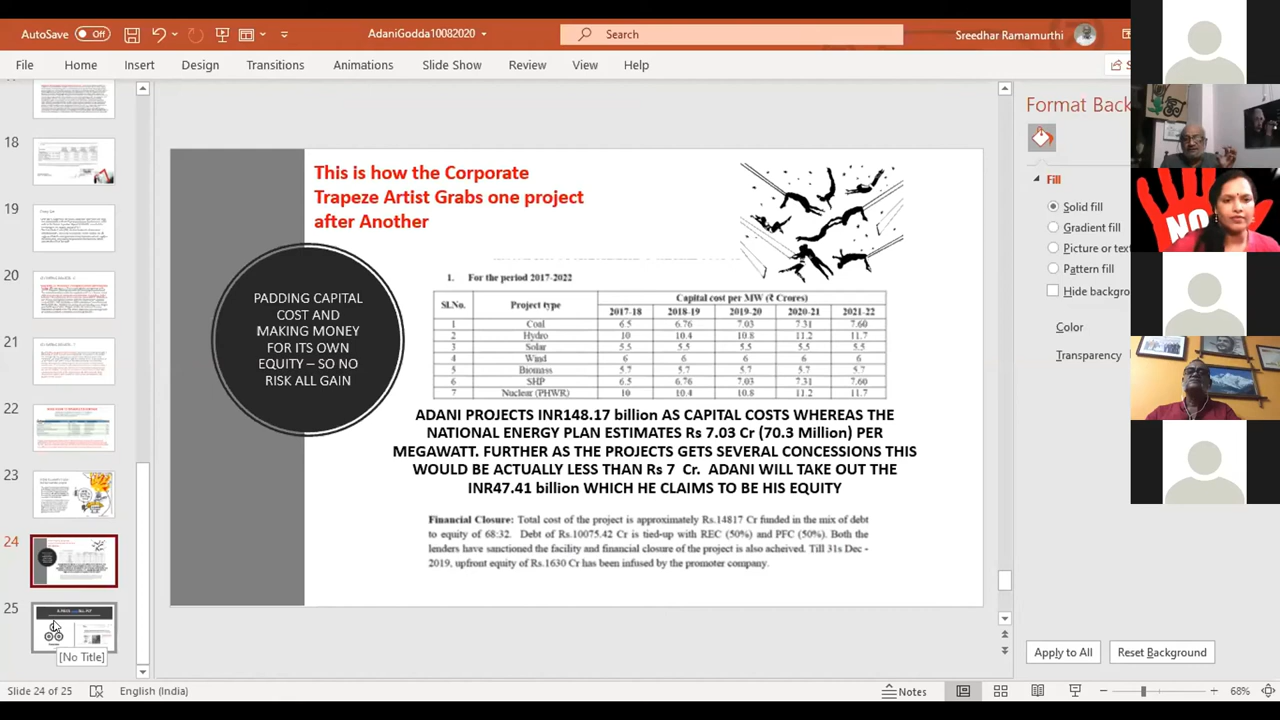 AutoSave Off AdaniGodda10082020 Search Sreedhar Ramamurthi
File Home Insert Design Transitions Animations Slide Show Review View Help
18
19
20
21
22
23
24
25
[No Title]
This is how the Corporate
Trapeze Artist Grabs one project
after Another
PADDING CAPITAL
COST AND
MAKING MONEY
FOR ITS OWN
EQUITY – SO NO
RISK ALL GAIN
1. For the period 2017-2022
Sl.No. Project type Capital cost per MW (₹ Crores)
2017-18 2018-19 2019-20 2020-21 2021-22
1 Coal 6.5 6.76 7.03 7.31 7.60
2 Hydro 10 10.4 10.8 11.2 11.7
3 Solar 5.5 5.5 5.5 5.5 5.5
4 Wind 6 6 6 6 6
5 Biomass 5.7 5.7 5.7 5.7 5.7
6 SHP 6.5 6.76 7.03 7.31 7.60
7 Nuclear (PHWR) 10 10.4 10.8 11.2 11.7
ADANI PROJECTS INR148.17 billion AS CAPITAL COSTS WHEREAS THE
NATIONAL ENERGY PLAN ESTIMATES Rs 7.03 Cr (70.3 Million) PER
MEGAWATT. FURTHER AS THE PROJECTS GETS SEVERAL CONCESSIONS THIS
WOULD BE ACTUALLY LESS THAN Rs 7 Cr. ADANI WILL TAKE OUT THE
INR47.41 billion WHICH HE CLAIMS TO BE HIS EQUITY
Financial Closure: Total cost of the project is approximately Rs.14817 Cr funded in the mix of debt
to equity of 68:32. Debt of Rs.10075.42 Cr is tied-up with REC (50%) and PFC (50%). Both the
lenders have sanctioned the facility and financial closure of the project is also acheived. Till 31s Dec -
2019, upfront equity of Rs.1630 Cr has been infused by the promoter company.
Format Bac
Fill
Solid fill
Gradient fill
Picture or text
Pattern fill
Hide backgro
Color
Transparency
Apply to All Reset Background
NO
Slide 24 of 25 English (India) Notes 68%